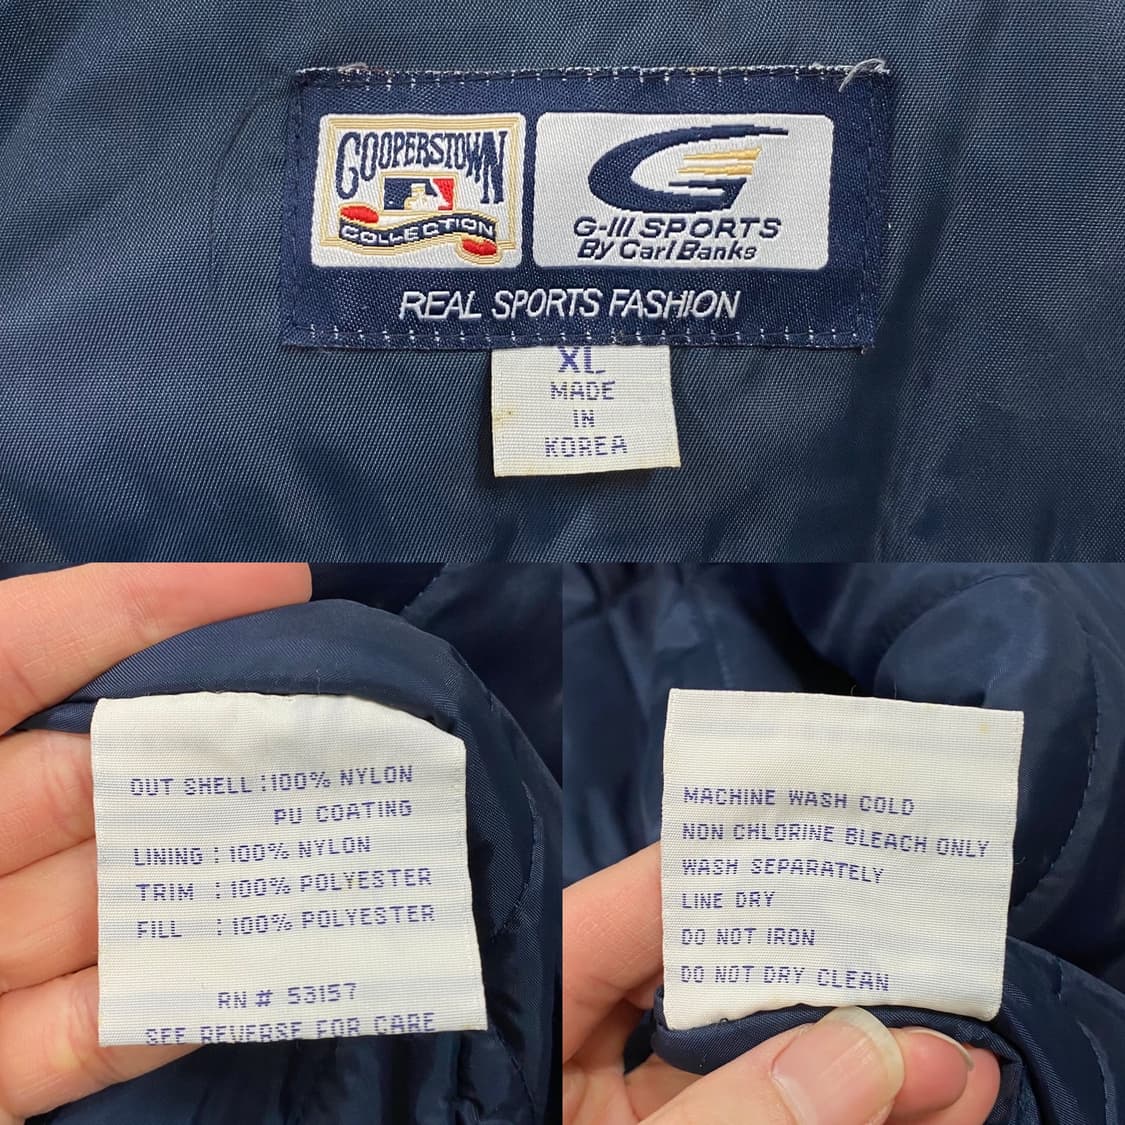 COOPERSTOWN
COLLECTION
G-III SPORTS
By Carl Banks
REAL SPORTS FASHION
XL
MADE
IN
KOREA
OUT SHELL : 100% NYLON
PU COATING
LINING : 100% NYLON
TRIM : 100% POLYESTER
FILL : 100% POLYESTER
RN # 53157
SEE REVERSE FOR CARE
MACHINE WASH COLD
NON CHLORINE BLEACH ONLY
WASH SEPARATELY
LINE DRY
DO NOT IRON
DO NOT DRY CLEAN